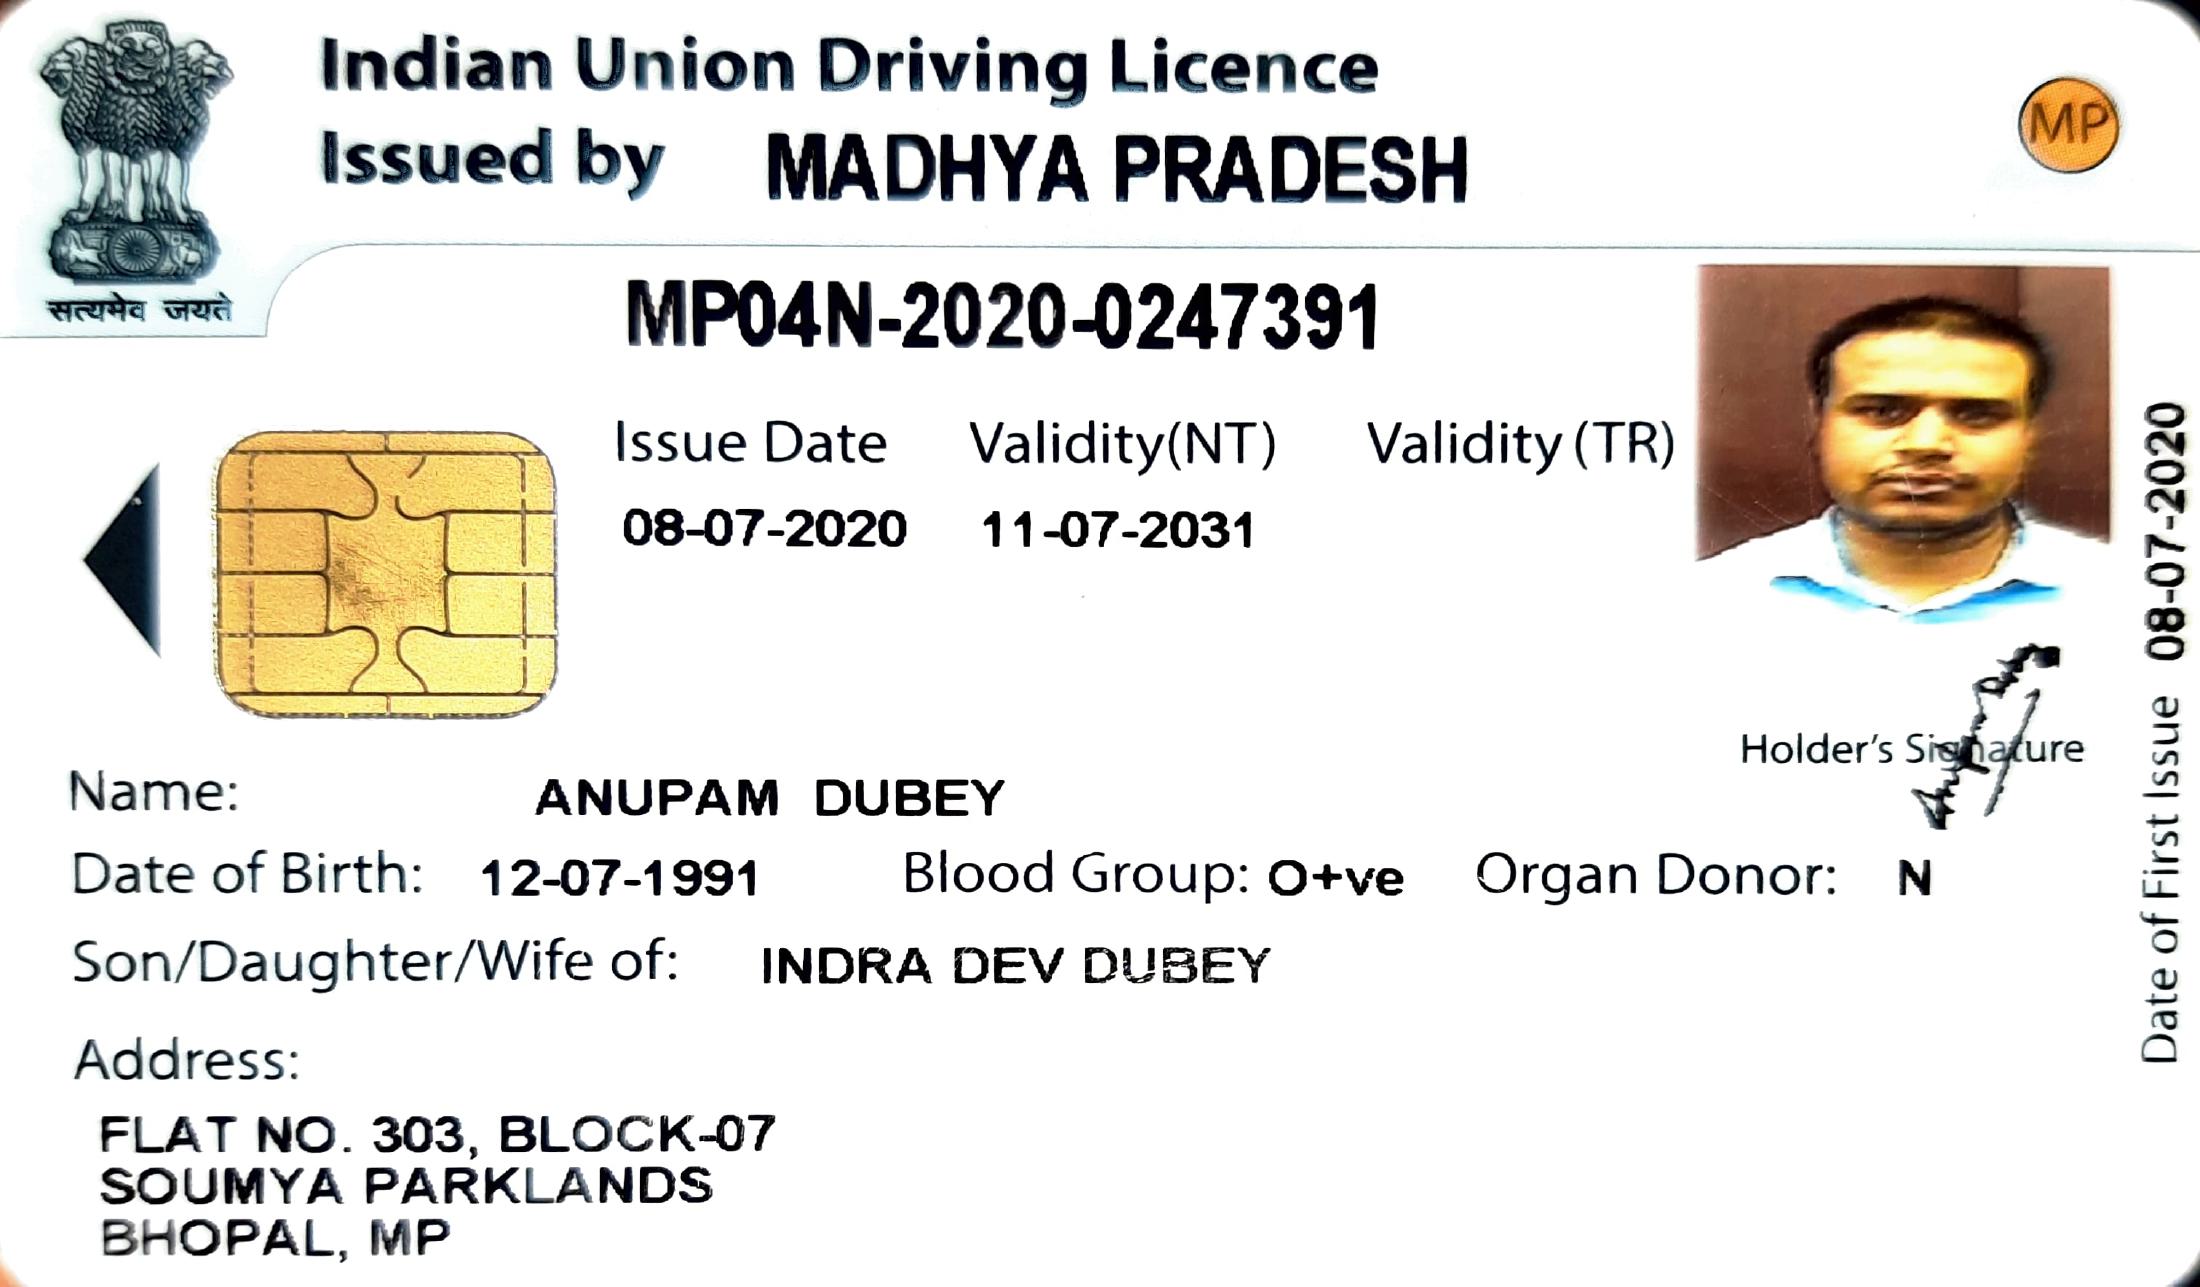 Indian Union Driving Licence
Issued by MADHYA PRADESH
MP
सत्यमेव जयते
MP04N-2020-0247391
Issue Date Validity(NT) Validity (TR)
08-07-2020 11-07-2031
Holder's Signature
Name: ANUPAM DUBEY
Date of Birth: 12-07-1991 Blood Group: O+ve Organ Donor: N
Son/Daughter/Wife of: INDRA DEV DUBEY
Address:
FLAT NO. 303, BLOCK-07
SOUMYA PARKLANDS
BHOPAL, MP
Date of First Issue 08-07-2020